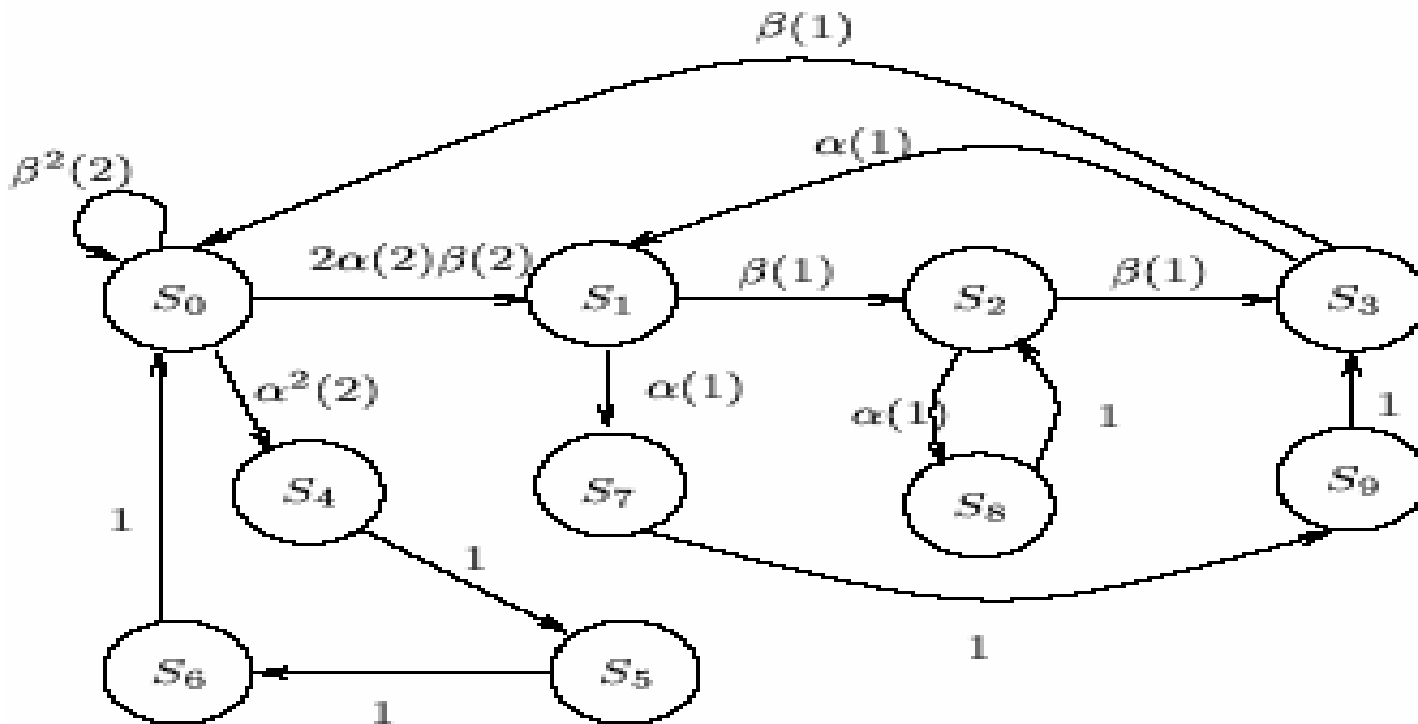 β(1)
α(1)
β²(2)
2α(2)β(2)
β(1)
β(1)
S₀
S₁
S₂
S₃
α²(2)
α(1)
α(1)
1
1
S₄
S₇
S₈
S₉
1
1
1
S₆
S₅
1